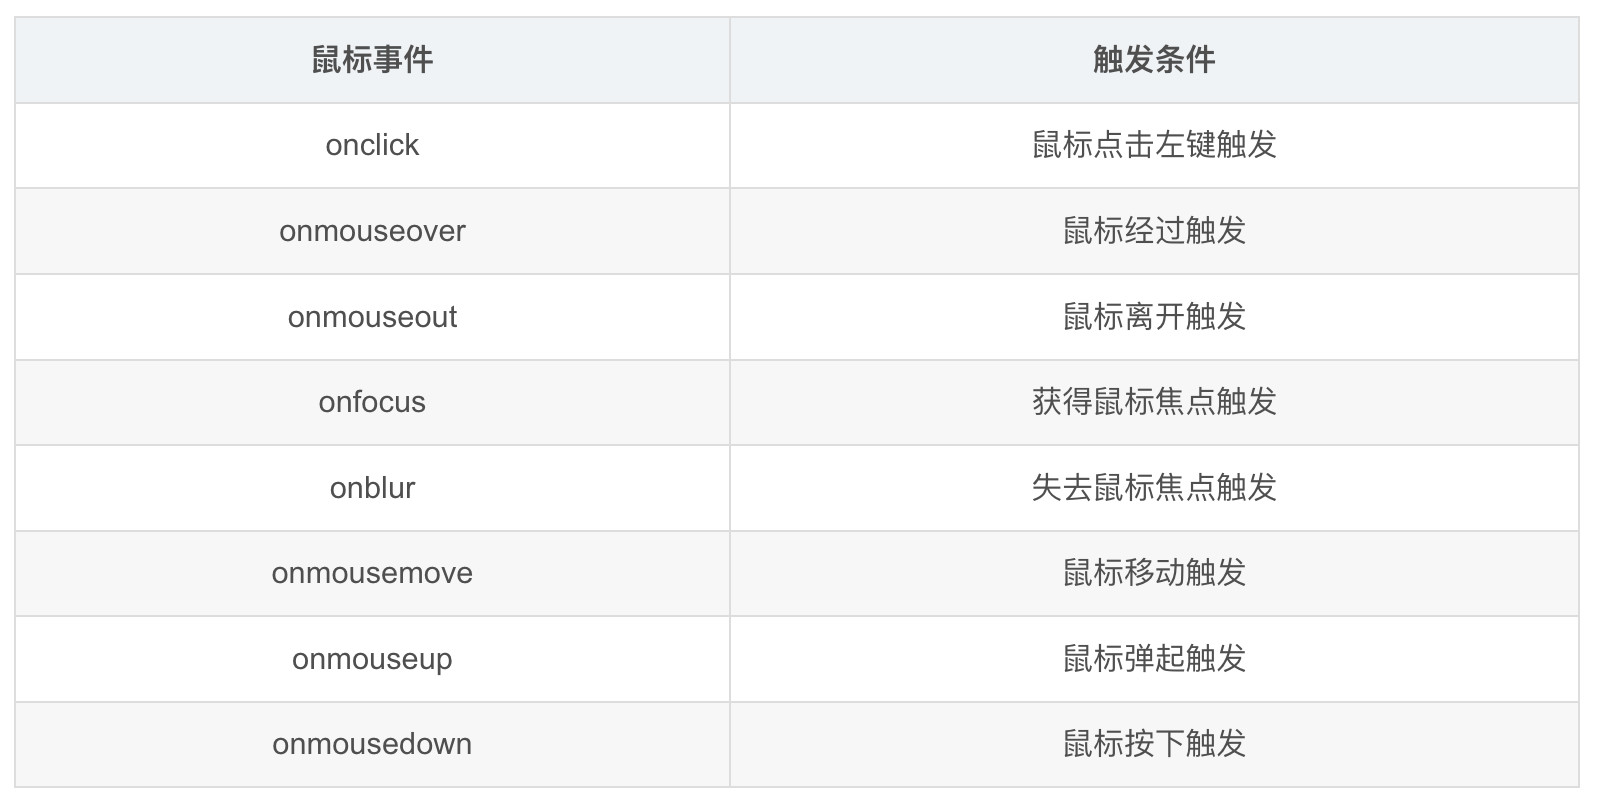 鼠标事件 触发条件
onclick 鼠标点击左键触发
onmouseover 鼠标经过触发
onmouseout 鼠标离开触发
onfocus 获得鼠标焦点触发
onblur 失去鼠标焦点触发
onmousemove 鼠标移动触发
onmouseup 鼠标弹起触发
onmousedown 鼠标按下触发